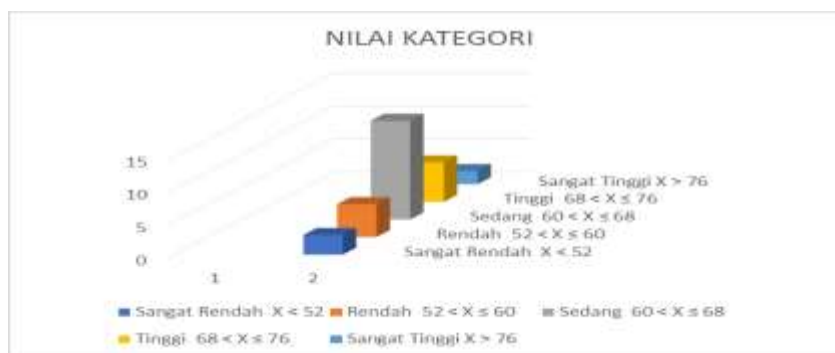 NILAI KATEGORI
15
10
5
0
1 2
Sangat Tinggi X > 76
Tinggi 68 < X ≤ 76
Sedang 60 < X ≤ 68
Rendah 52 < X ≤ 60
Sangat Rendah X < 52
Sangat Rendah X < 52 Rendah 52 < X ≤ 60 Sedang 60 < X ≤ 68
Tinggi 68 < X ≤ 76 Sangat Tinggi X > 76